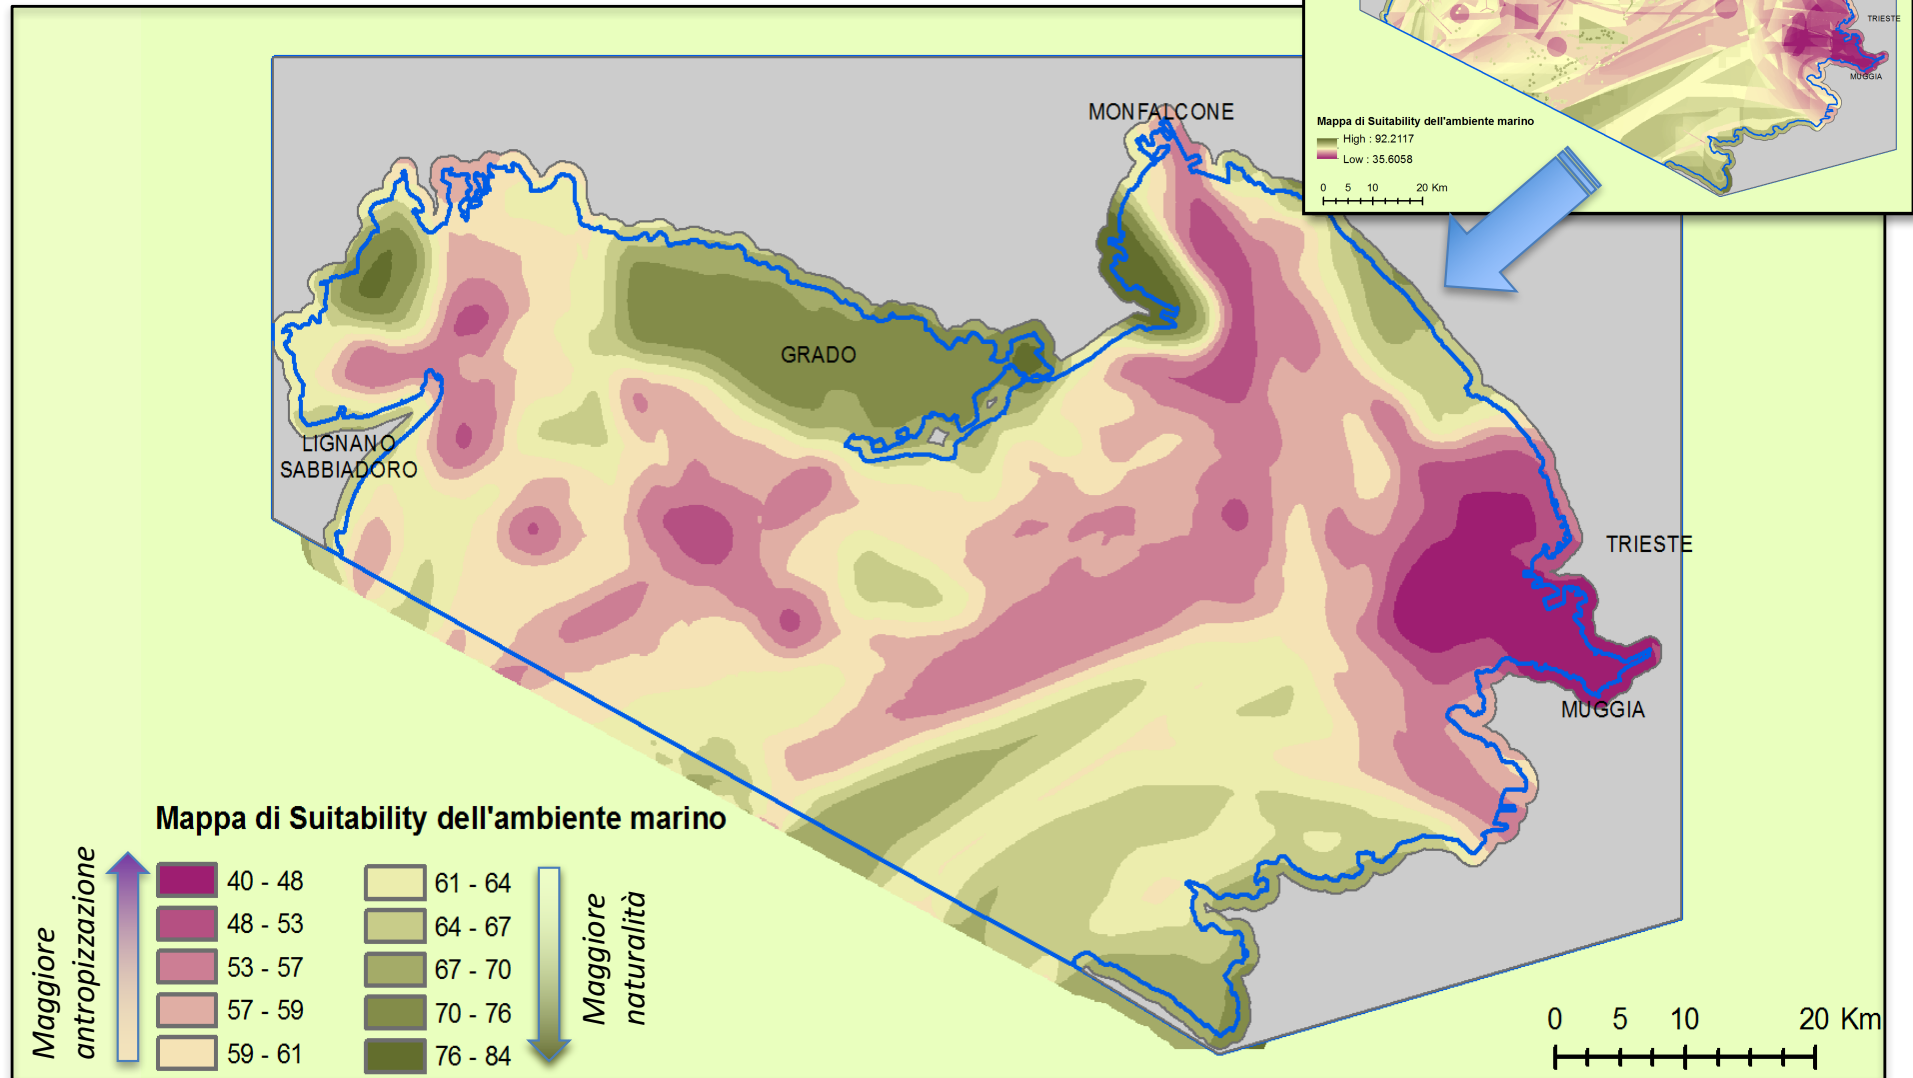 TRIESTE
MUGGIA
Mappa di Suitability dell'ambiente marino
High : 92.2117
Low : 35.6058
0 5 10 20 Km
MONFALCONE
GRADO
LIGNANO
SABBIADORO
TRIESTE
MUGGIA
Mappa di Suitability dell'ambiente marino
Maggiore
antropizzazione
40 - 48
48 - 53
53 - 57
57 - 59
59 - 61
61 - 64
64 - 67
67 - 70
70 - 76
76 - 84
Maggiore
naturalità
0 5 10 20 Km